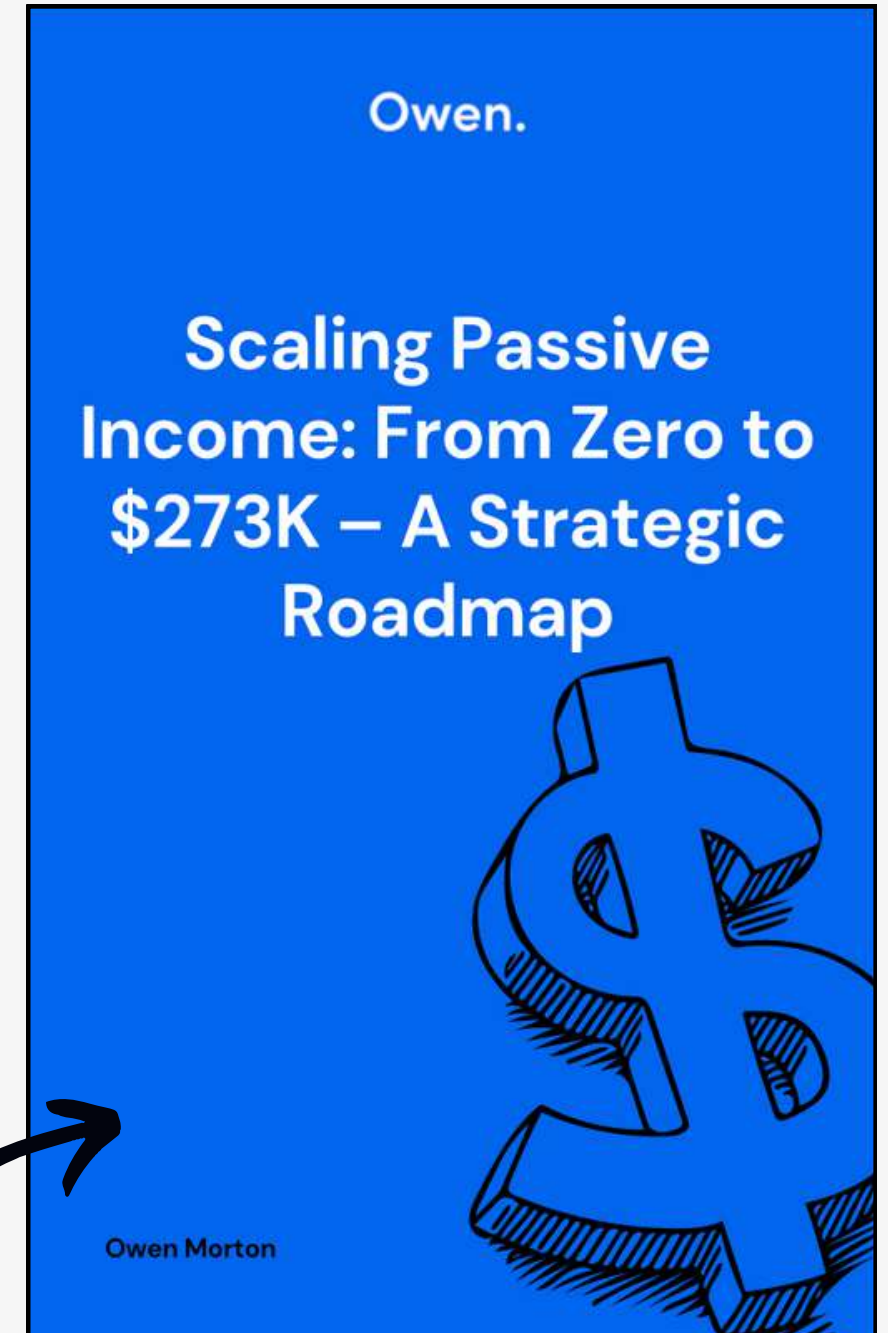 Owen.
Scaling Passive
Income: From Zero to
$273K – A Strategic
Roadmap
Owen Morton